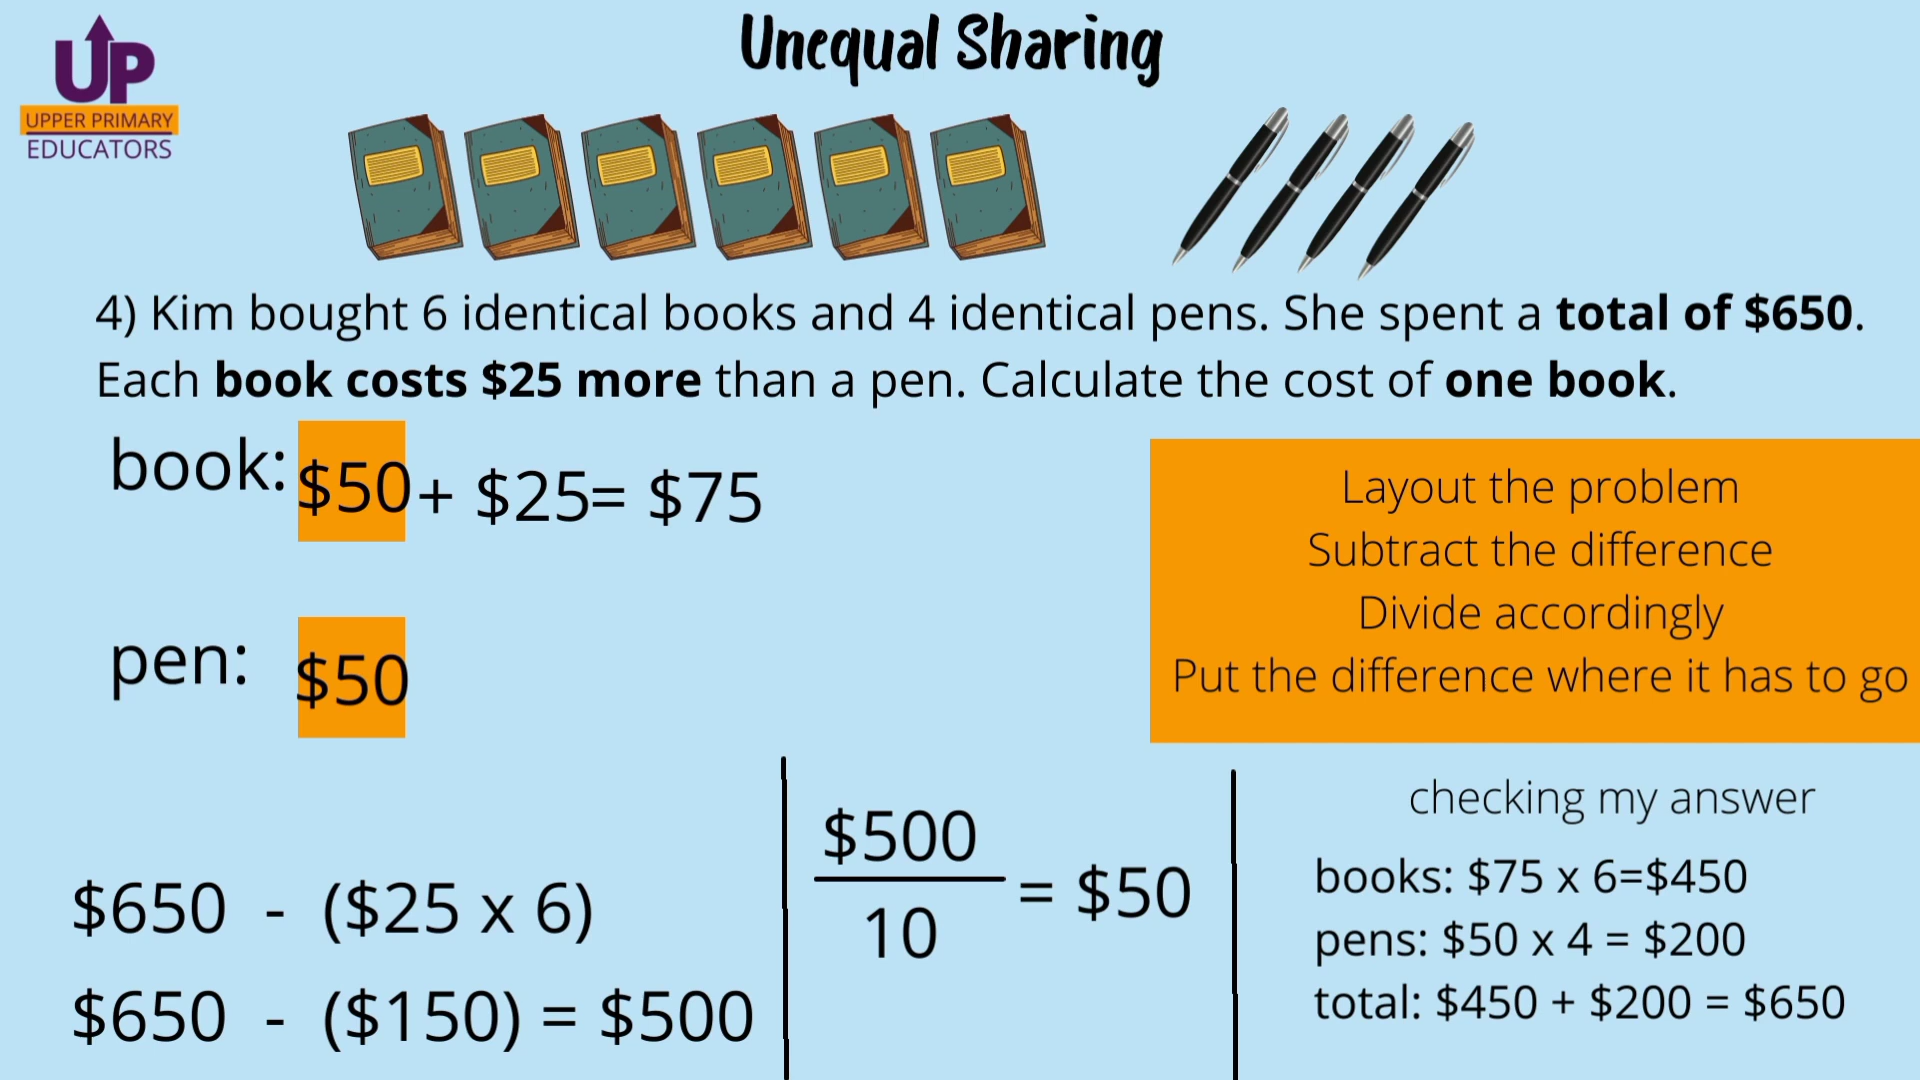 Unequal Sharing
UP
UPPER PRIMARY
EDUCATORS
4) Kim bought 6 identical books and 4 identical pens. She spent a total of $650.
Each book costs $25 more than a pen. Calculate the cost of one book.
book: $50 + $25= $75
pen: $50
Layout the problem
Subtract the difference
Divide accordingly
Put the difference where it has to go
$650 - ($25 x 6)
$650 - ($150) = $500
$500
10
= $50
checking my answer
books: $75 x 6=$450
pens: $50 x 4 = $200
total: $450 + $200 = $650